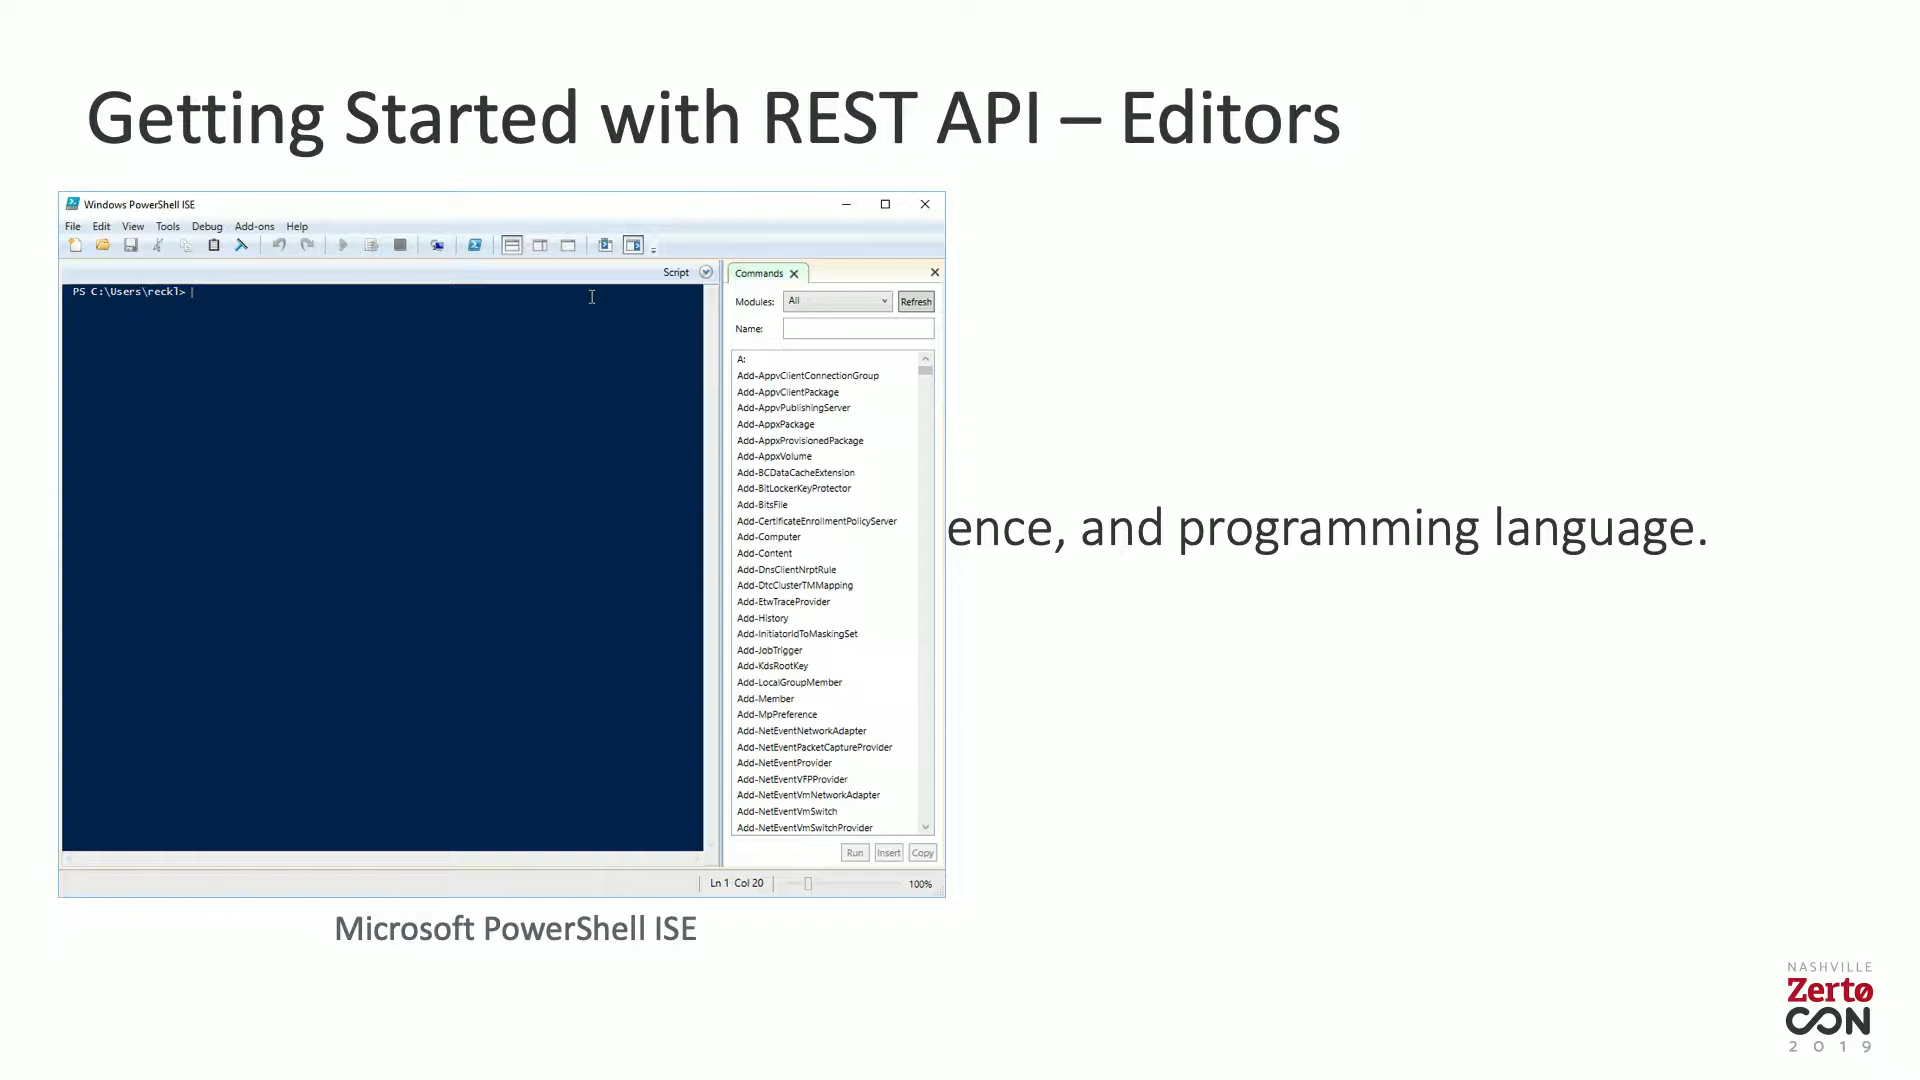 Getting Started with REST API – Editors
Windows PowerShell ISE
File Edit View Tools Debug Add-ons Help
Script
PS C:\Users\reckl>
Commands
Modules: All Refresh
Name:
A:
Add-AppvClientConnectionGroup
Add-AppvClientPackage
Add-AppvPublishingServer
Add-AppxPackage
Add-AppxProvisionedPackage
Add-AppxVolume
Add-BCDataCacheExtension
Add-BitLockerKeyProtector
Add-BitsFile
Add-CertificateEnrollmentPolicyServer
Add-Computer
Add-Content
Add-DnsClientNrptRule
Add-DtcClusterTMMapping
Add-EtwTraceProvider
Add-History
Add-InitiatorIdToMaskingSet
Add-JobTrigger
Add-KdsRootKey
Add-LocalGroupMember
Add-Member
Add-MpPreference
Add-NetEventNetworkAdapter
Add-NetEventPacketCaptureProvider
Add-NetEventProvider
Add-NetEventVFPProvider
Add-NetEventVmNetworkAdapter
Add-NetEventVmSwitch
Add-NetEventVmSwitchProvider
Run Insert Copy
Ln 1 Col 20 100%
ence, and programming language.
Microsoft PowerShell ISE
NASHVILLE
Zerto
CON
2019